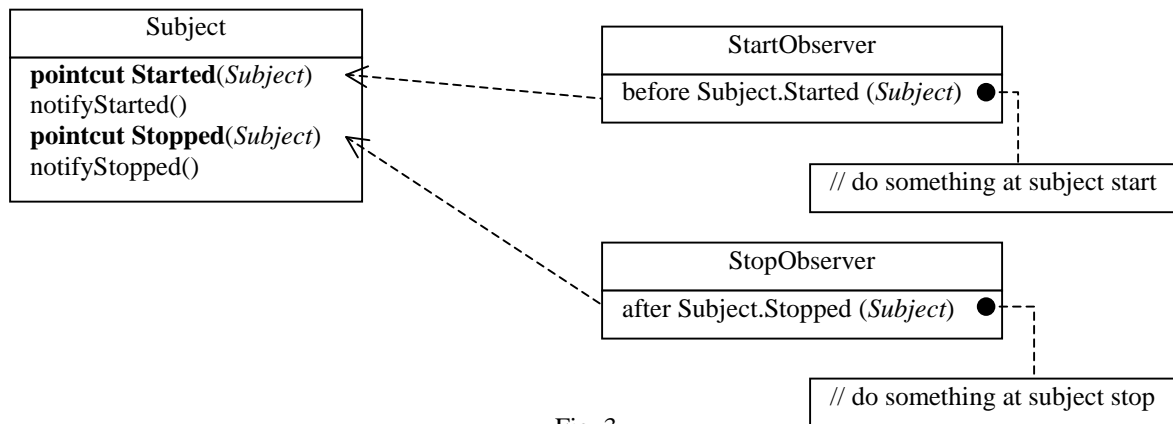 Subject
pointcut Started(Subject)
notifyStarted()
pointcut Stopped(Subject)
notifyStopped()
StartObserver
before Subject.Started (Subject)
// do something at subject start
StopObserver
after Subject.Stopped (Subject)
// do something at subject stop
Fig. 3